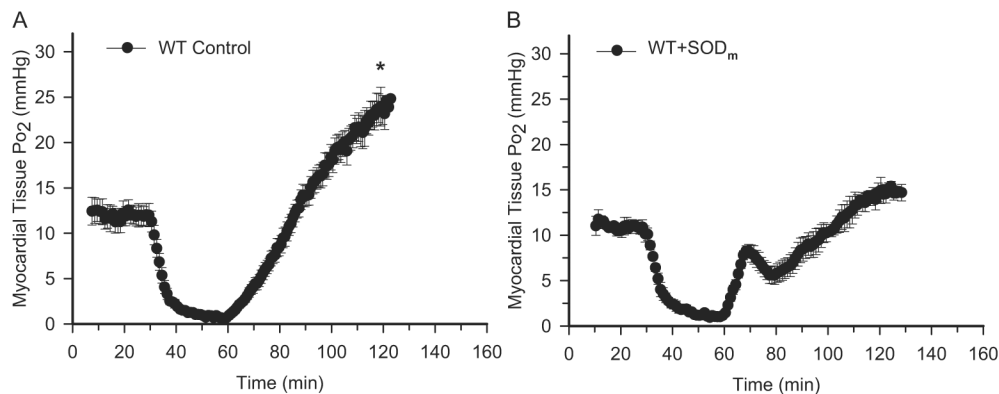 A
WT Control
*
Myocardial Tissue Po2 (mmHg)
30
25
20
15
10
5
0
0 20 40 60 80 100 120 140 160
Time (min)
B
WT+SODm
Myocardial Tissue Po2 (mmHg)
30
25
20
15
10
5
0
0 20 40 60 80 100 120 140 160
Time (min)